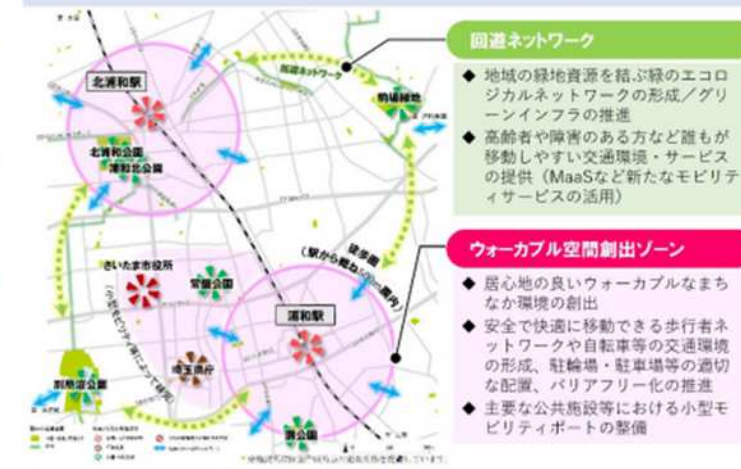 回遊ネットワーク
◆ 地域の緑地資源を結ぶ緑のエコロ
ジカルネットワークの形成／グリ
ーンインフラの推進
◆ 高齢者や障害のある方など誰もが
移動しやすい交通環境・サービス
の提供（MaaSなど新たなモビリテ
ィサービスの活用）
ウォーカブル空間創出ゾーン
◆ 居心地の良いウォーカブルなまち
なか環境の創出
◆ 安全で快適に移動できる歩行者ネ
ットワークや自転車等の交通環境
の形成、駐輪場・駐車場等の適切
な配置、バリアフリー化の推進
◆ 主要な公共施設等における小型モ
ビリティポートの整備
回遊ネットワーク
北浦和駅
駒場緑地
北浦和公園
浦和北公園
さいたま市役所
常盤公園
徒歩圏
浦和駅
埼玉県庁
別所沼公園
調公園